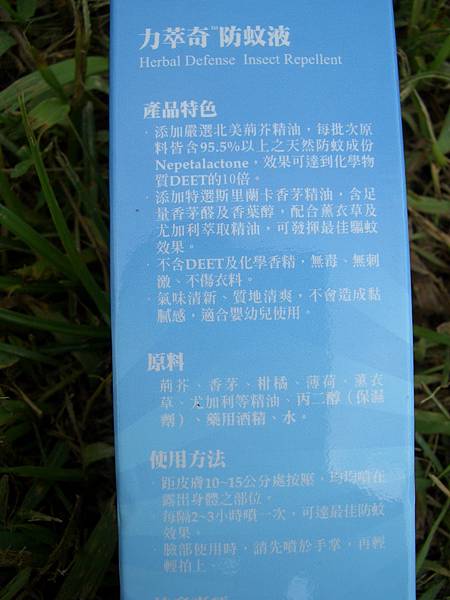 力萃奇™防蚊液
Herbal Defense Insect Repellent
產品特色
·添加嚴選北美荊芥精油,每批次原
料皆含95.5%以上之天然防蚊成份
Nepetalactone,效果可達到化學物
質DEET的10倍。
·添加特選斯里蘭卡香茅精油,含足
量香茅醛及香葉醇,配合薰衣草及
尤加利萃取精油,可發揮最佳驅蚊
效果。
·不含DEET及化學香精,無毒、無刺
激、不傷衣料。
·氣味清新、質地清爽,不會造成黏
膩感,適合嬰幼兒使用。
原料
荊芥、香茅、柑橘、薄荷、薰衣
草、尤加利等精油、丙二醇(保濕
劑)、藥用酒精、水。
使用方法
·距皮膚10~15公分處按壓,均勻噴在
露出身體之部位。
·每隔2~3小時噴一次,可達最佳防蚊
效果。
·臉部使用時,請先噴於手掌,再輕
輕拍上